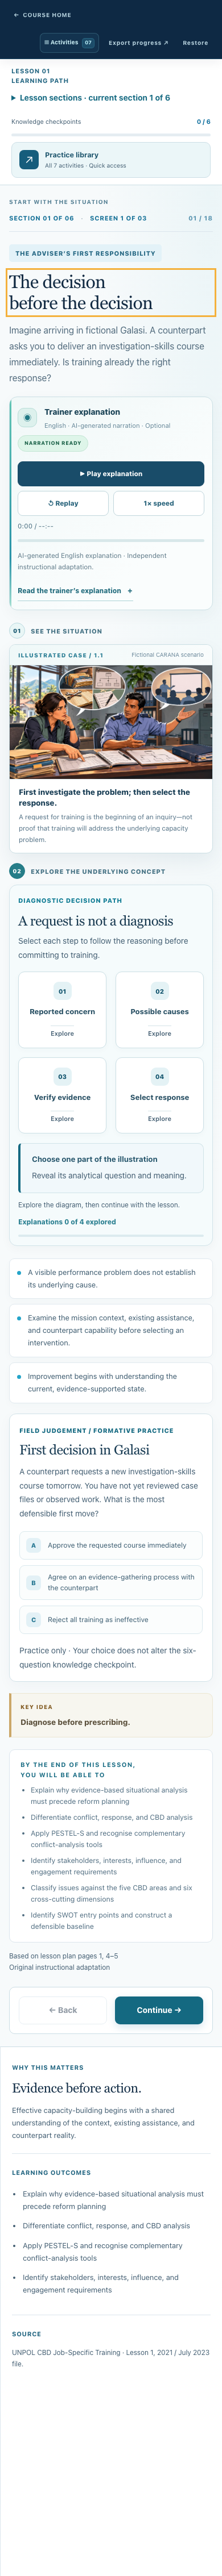 ← COURSE HOME
Activities 07
Export progress ↗
Restore
LESSON 01
LEARNING PATH
▶ Lesson sections · current section 1 of 6
Knowledge checkpoints
0 / 6
↗
Practice library
All 7 activities · Quick access
START WITH THE SITUATION
SECTION 01 OF 06 · SCREEN 1 OF 03
01 / 18
THE ADVISER'S FIRST RESPONSIBILITY
The decision
before the decision
Imagine arriving in fictional Galasi. A counterpart
asks you to deliver an investigation-skills course
immediately. Is training already the right
response?
Trainer explanation
English · AI-generated narration · Optional
NARRATION READY
▶ Play explanation
↺ Replay
1× speed
0:00 / --:--
AI-generated English explanation · Independent
instructional adaptation.
Read the trainer's explanation +
01 SEE THE SITUATION
ILLUSTRATED CASE / 1.1
Fictional CARANA scenario
First investigate the problem; then select the
response.
A request for training is the beginning of an inquiry—not
proof that training will address the underlying capacity
problem.
02 EXPLORE THE UNDERLYING CONCEPT
DIAGNOSTIC DECISION PATH
A request is not a diagnosis
Select each step to follow the reasoning before
committing to training.
01
Reported concern
Explore
02
Possible causes
Explore
03
Verify evidence
Explore
04
Select response
Explore
Choose one part of the illustration
Reveal its analytical question and meaning.
Explore the diagram, then continue with the lesson.
Explanations 0 of 4 explored
A visible performance problem does not establish
its underlying cause.
Examine the mission context, existing assistance,
and counterpart capability before selecting an
intervention.
Improvement begins with understanding the
current, evidence-supported state.
FIELD JUDGEMENT / FORMATIVE PRACTICE
First decision in Galasi
A counterpart requests a new investigation-skills
course tomorrow. You have not yet reviewed case
files or observed work. What is the most
defensible first move?
A Approve the requested course immediately
B Agree on an evidence-gathering process with
the counterpart
C Reject all training as ineffective
Practice only · Your choice does not alter the six-
question knowledge checkpoint.
KEY IDEA
Diagnose before prescribing.
BY THE END OF THIS LESSON,
YOU WILL BE ABLE TO
• Explain why evidence-based situational analysis
must precede reform planning
• Differentiate conflict, response, and CBD analysis
• Apply PESTEL-S and recognise complementary
conflict-analysis tools
• Identify stakeholders, interests, influence, and
engagement requirements
• Classify issues against the five CBD areas and six
cross-cutting dimensions
• Identify SWOT entry points and construct a
defensible baseline
Based on lesson plan pages 1, 4–5
Original instructional adaptation
← Back
Continue →
WHY THIS MATTERS
Evidence before action.
Effective capacity-building begins with a shared
understanding of the context, existing assistance, and
counterpart reality.
LEARNING OUTCOMES
• Explain why evidence-based situational analysis must
precede reform planning
• Differentiate conflict, response, and CBD analysis
• Apply PESTEL-S and recognise complementary
conflict-analysis tools
• Identify stakeholders, interests, influence, and
engagement requirements
SOURCE
UNPOL CBD Job-Specific Training · Lesson 1, 2021 / July 2023
file.